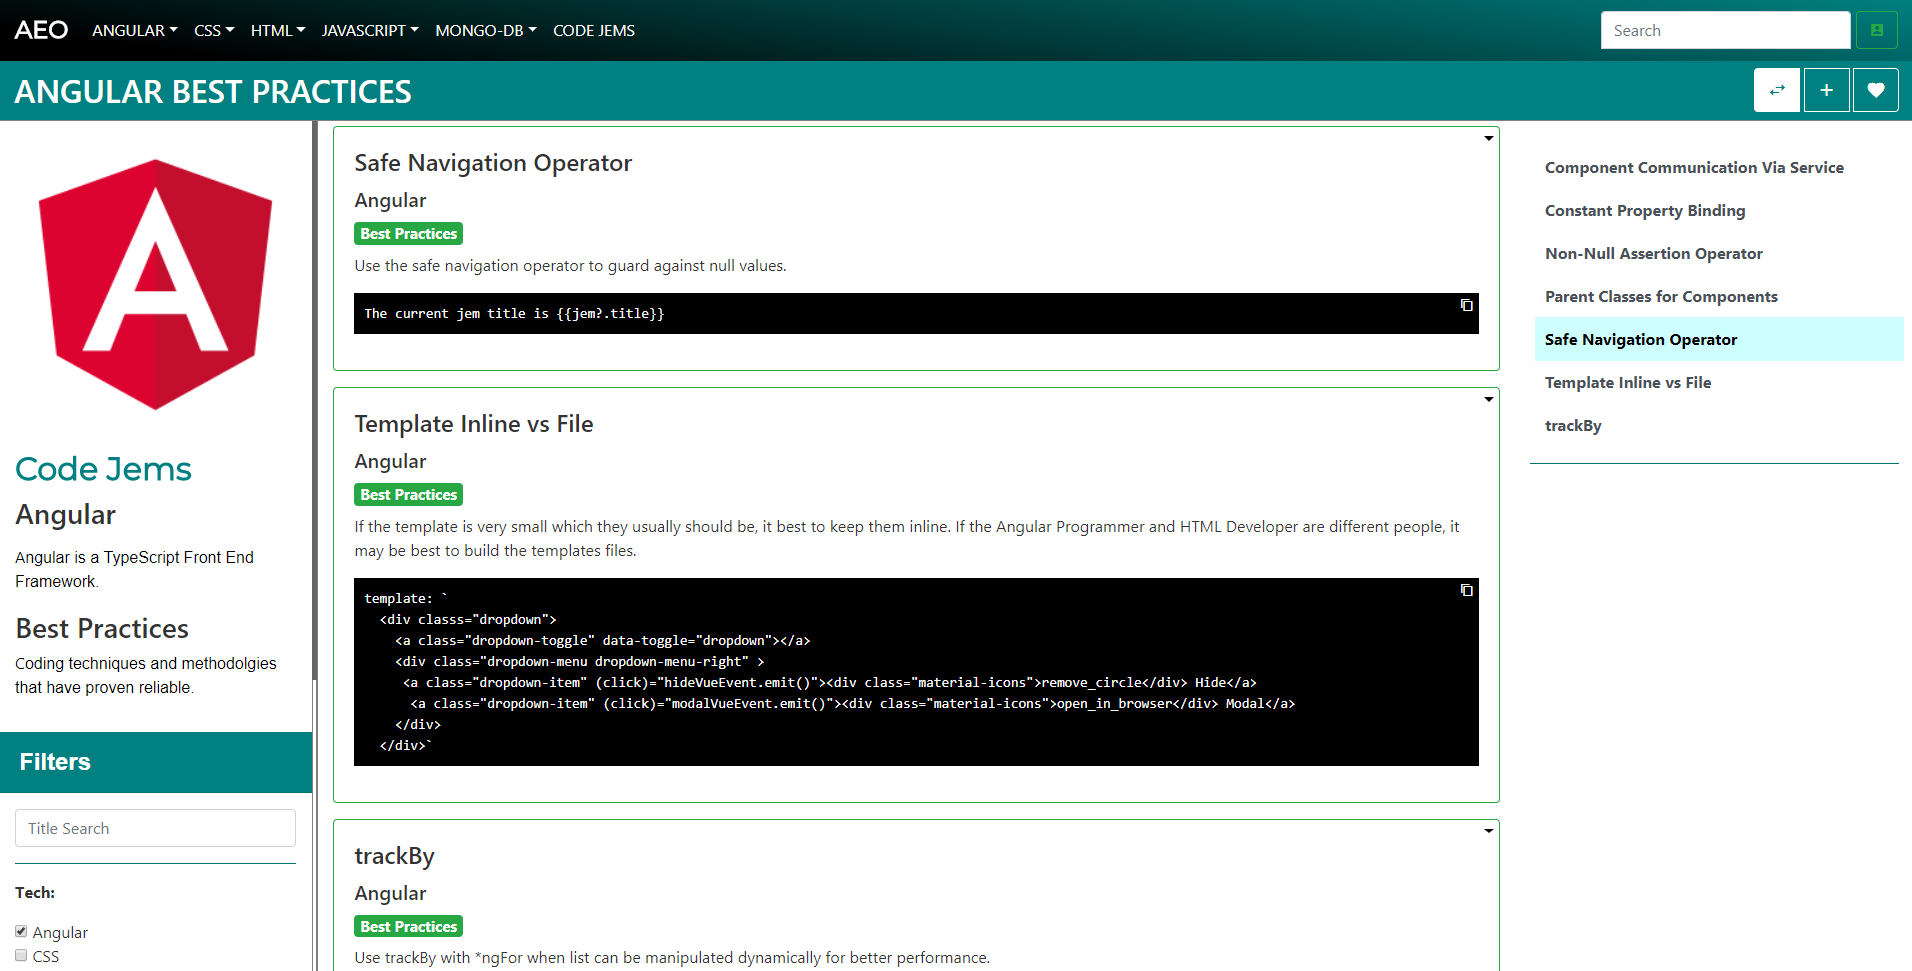 AEO ANGULAR CSS HTML JAVASCRIPT MONGO-DB CODE JEMS Search
ANGULAR BEST PRACTICES
Code Jems
Angular
Angular is a TypeScript Front End
Framework.
Best Practices
Coding techniques and methodolgies
that have proven reliable.
Filters
Title Search
Tech:
Angular
CSS
Safe Navigation Operator
Angular
Best Practices
Use the safe navigation operator to guard against null values.
The current jem title is {{jem?.title}}
Template Inline vs File
Angular
Best Practices
If the template is very small which they usually should be, it best to keep them inline. If the Angular Programmer and HTML Developer are different people, it
may be best to build the templates files.
template: `
  <div classs="dropdown">
    <a class="dropdown-toggle" data-toggle="dropdown"></a>
    <div class="dropdown-menu dropdown-menu-right" >
     <a class="dropdown-item" (click)="hideVueEvent.emit()"><div class="material-icons">remove_circle</div> Hide</a>
      <a class="dropdown-item" (click)="modalVueEvent.emit()"><div class="material-icons">open_in_browser</div> Modal</a>
    </div>
  </div>`
trackBy
Angular
Best Practices
Use trackBy with *ngFor when list can be manipulated dynamically for better performance.
Component Communication Via Service
Constant Property Binding
Non-Null Assertion Operator
Parent Classes for Components
Safe Navigation Operator
Template Inline vs File
trackBy